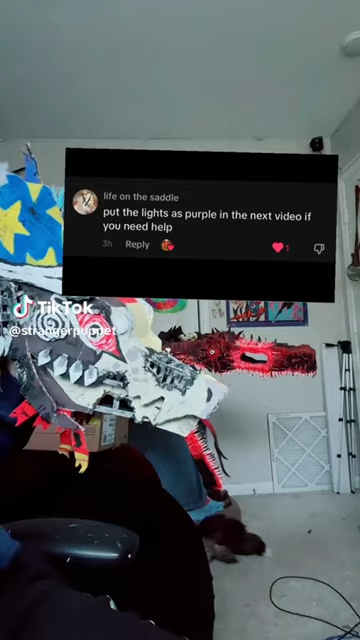 life on the saddle
put the lights as purple in the next video if
you need help
3h Reply 1
TikTok
@strangerpuppet